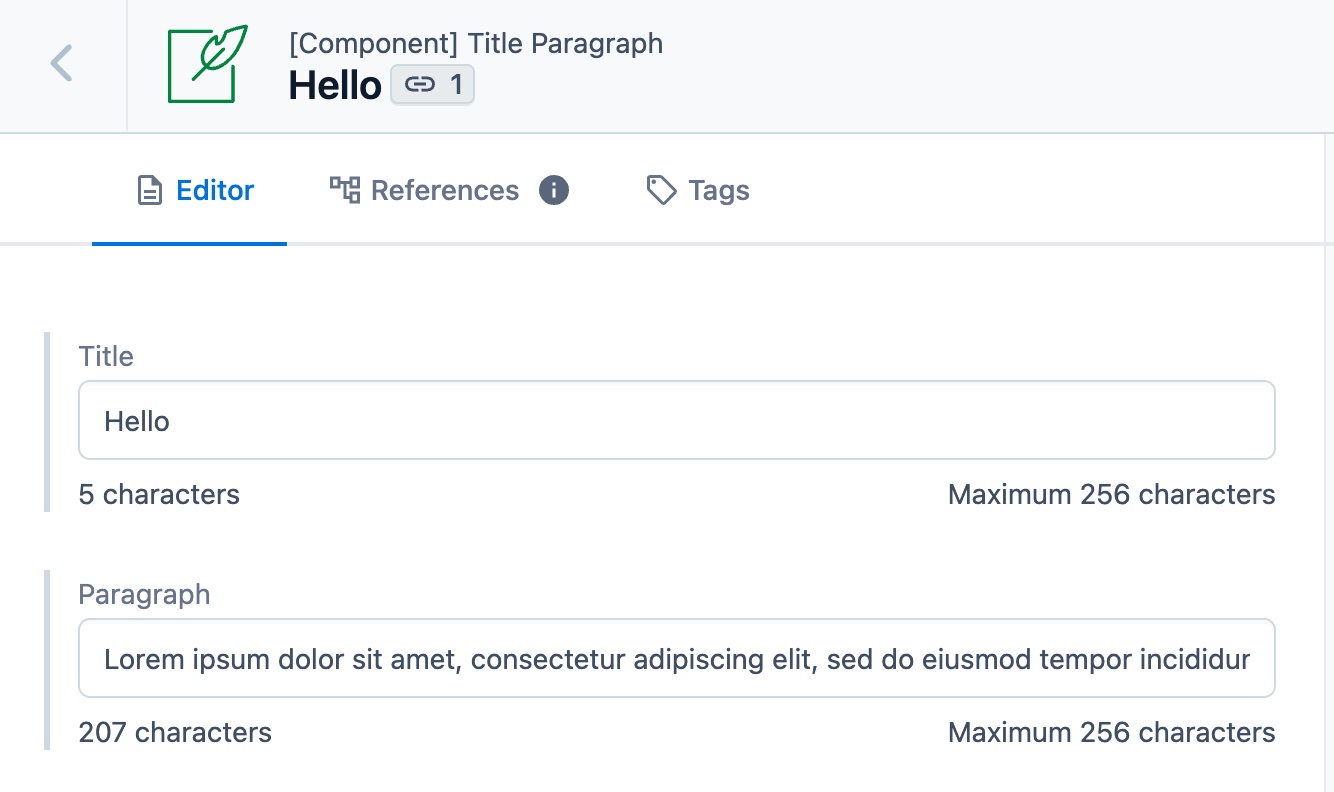 [Component] Title Paragraph
Hello 1
Editor References i Tags
Title
Hello
5 characters Maximum 256 characters
Paragraph
Lorem ipsum dolor sit amet, consectetur adipiscing elit, sed do eiusmod tempor incididur
207 characters Maximum 256 characters